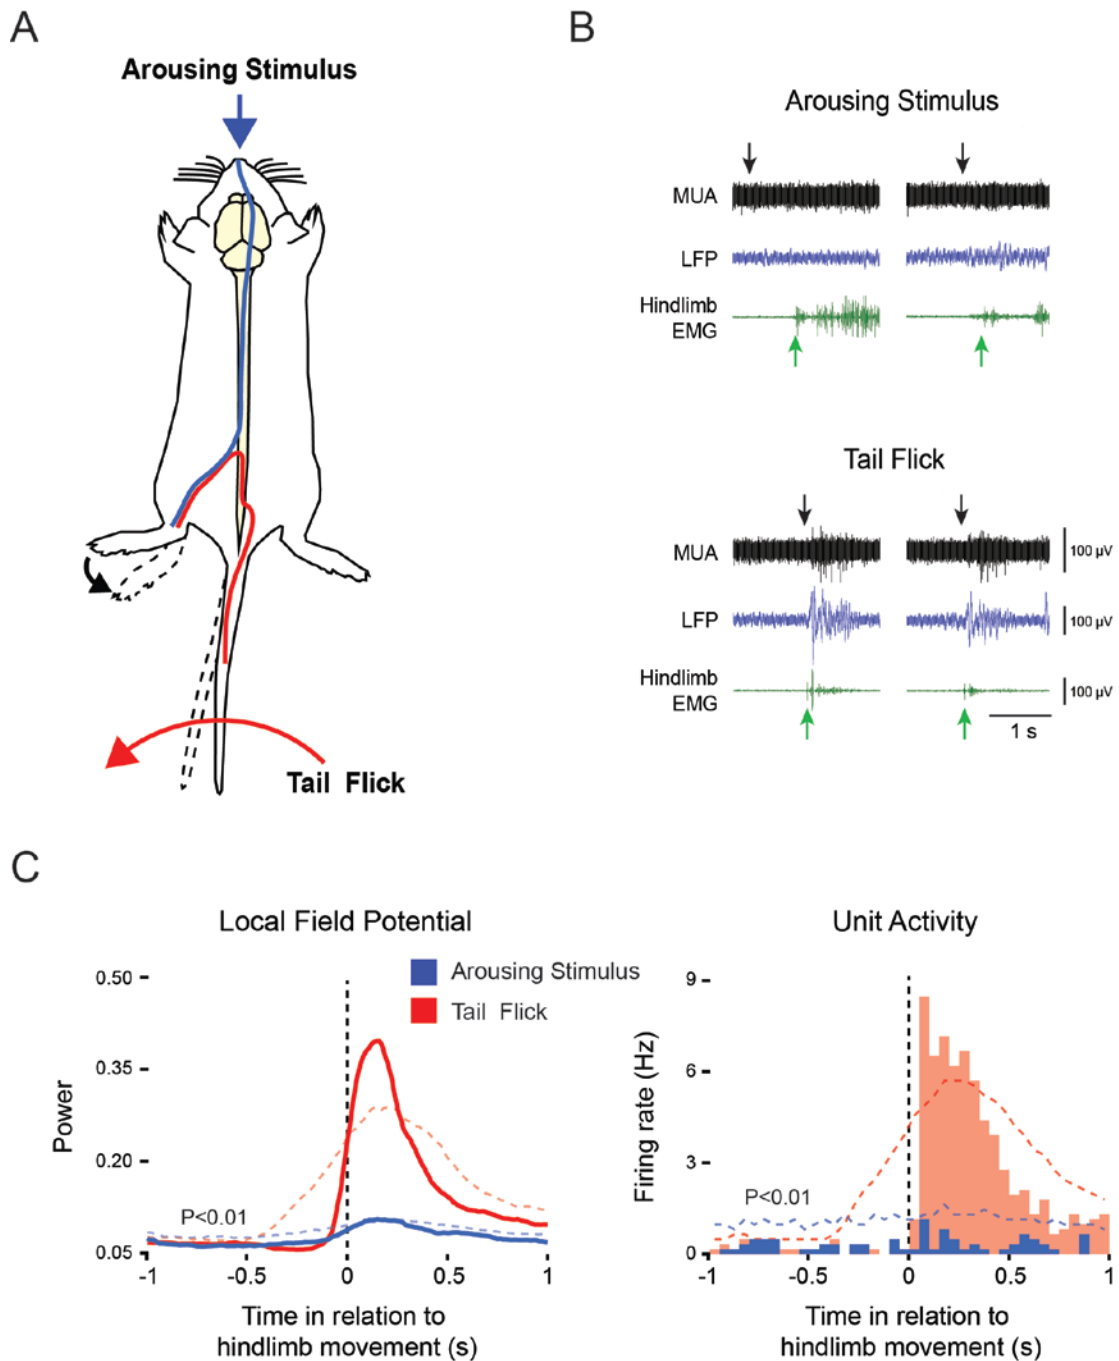 A
Arousing Stimulus
Tail Flick
B
Arousing Stimulus
MUA
LFP
Hindlimb
EMG
Tail Flick
MUA
100 µV
LFP
100 µV
Hindlimb
EMG
100 µV
1 s
C
Local Field Potential
Arousing Stimulus
Tail Flick
Power
0.50
0.35
0.20
0.05
P<0.01
-1
-0.5
0
0.5
1
Time in relation to
hindlimb movement (s)
Unit Activity
Firing rate (Hz)
9
6
3
0
P<0.01
-1
-0.5
0
0.5
1
Time in relation to
hindlimb movement (s)